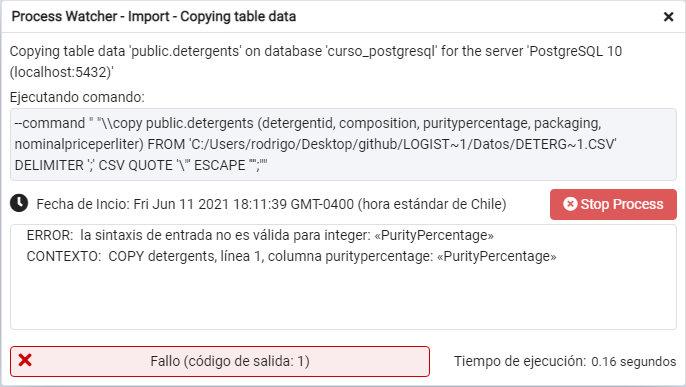 Process Watcher - Import - Copying table data
Copying table data 'public.detergents' on database 'curso_postgresql' for the server 'PostgreSQL 10
(localhost:5432)'
Ejecutando comando:
--command " "\\copy public.detergents (detergentid, composition, puritypercentage, packaging,
nominalpriceperliter) FROM 'C:/Users/rodrigo/Desktop/github/LOGIST~1/Datos/DETERG~1.CSV'
DELIMITER ';' CSV QUOTE '\"' ESCAPE '''';""
Fecha de Incio: Fri Jun 11 2021 18:11:39 GMT-0400 (hora estándar de Chile)
Stop Process
ERROR:  la sintaxis de entrada no es válida para integer: «PurityPercentage»
CONTEXTO:  COPY detergents, línea 1, columna puritypercentage: «PurityPercentage»
Fallo (código de salida: 1)
Tiempo de ejecución: 0.16 segundos